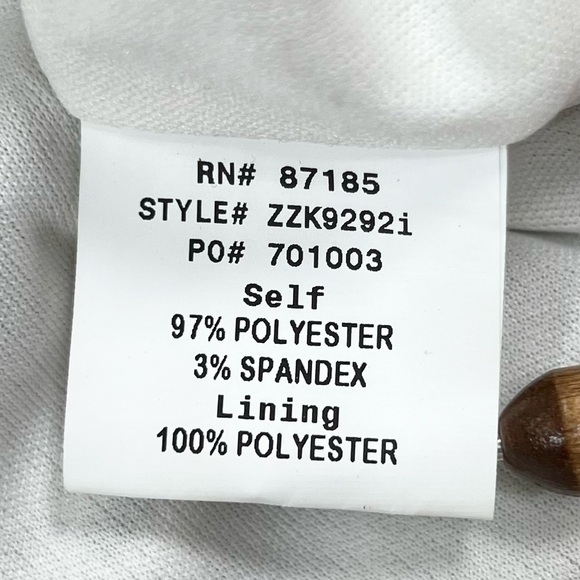 RN# 87185
STYLE# ZZK9292i
PO# 701003
Self
97% POLYESTER
3% SPANDEX
Lining
100% POLYESTER